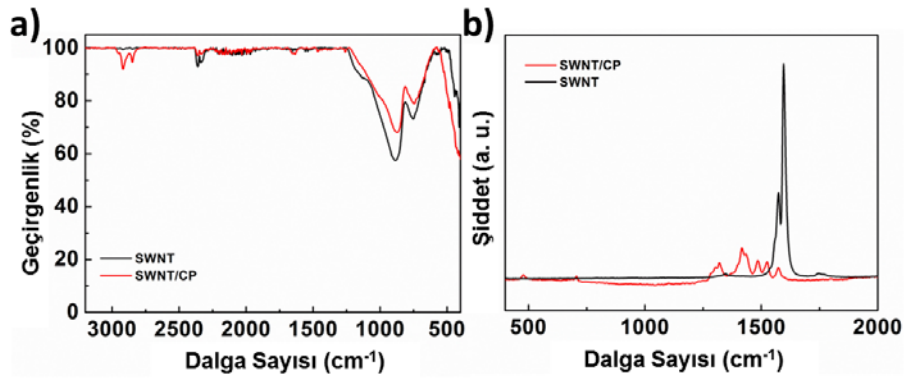 a)
Geçirgenlik (%)
100
80
60
40
20
0
SWNT
SWNT/CP
3000
2500
2000
1500
1000
500
Dalga Sayısı (cm-1)
b)
Şiddet (a. u.)
SWNT/CP
SWNT
500
1000
1500
2000
Dalga Sayısı (cm-1)